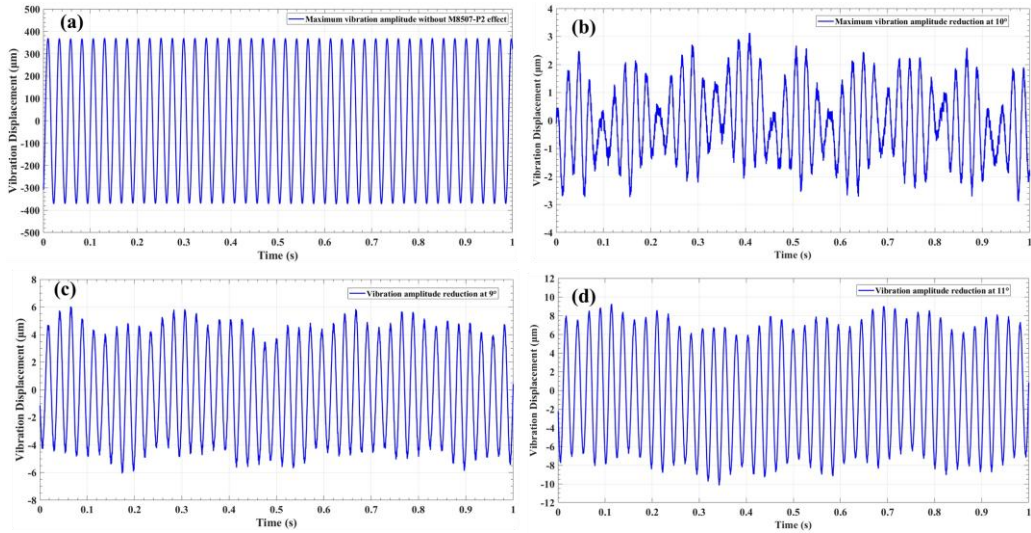 (a)
Maximum vibration amplitude without M8507-P2 effect
Vibration Displacement (μm)
500
400
300
200
100
0
-100
-200
-300
-400
-500
0 0.1 0.2 0.3 0.4 0.5 0.6 0.7 0.8 0.9 1
Time (s)
(b)
Maximum vibration amplitude reduction at 10°
Vibration Displacement (μm)
4
3
2
1
0
-1
-2
-3
-4
0 0.1 0.2 0.3 0.4 0.5 0.6 0.7 0.8 0.9 1
Time (s)
(c)
Vibration amplitude reduction at 9°
Vibration Displacement (μm)
8
6
4
2
0
-2
-4
-6
-8
0 0.1 0.2 0.3 0.4 0.5 0.6 0.7 0.8 0.9 1
Time (s)
(d)
Vibration amplitude reduction at 11°
Vibration Displacement (μm)
12
10
8
6
4
2
0
-2
-4
-6
-8
-10
-12
0 0.1 0.2 0.3 0.4 0.5 0.6 0.7 0.8 0.9 1
Time (s)